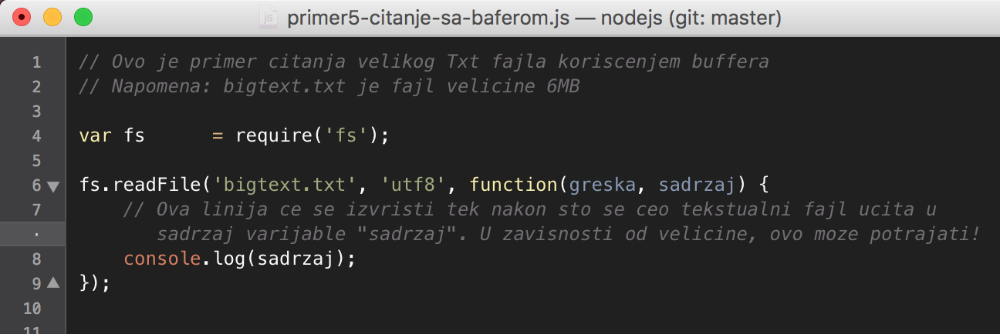 js primer5-citanje-sa-baferom.js — nodejs (git: master)
1 // Ovo je primer citanja velikog Txt fajla koriscenjem buffera
2 // Napomena: bigtext.txt je fajl velicine 6MB
3
4 var fs      = require('fs');
5
6 fs.readFile('bigtext.txt', 'utf8', function(greska, sadrzaj) {
7     // Ova linija ce se izvristi tek nakon sto se ceo tekstualni fajl ucita u
·        sadrzaj varijable "sadrzaj". U zavisnosti od velicine, ovo moze potrajati!
8     console.log(sadrzaj);
9 });
10
11